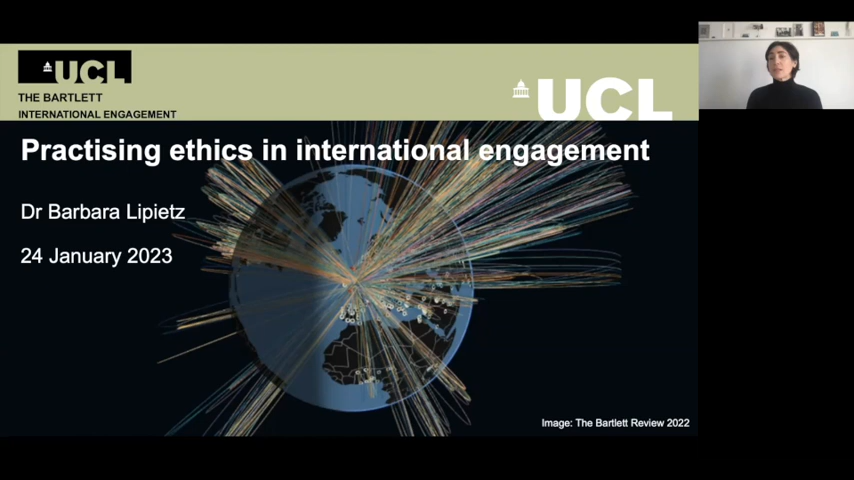 UCL
THE BARTLETT
INTERNATIONAL ENGAGEMENT
UCL
Practising ethics in international engagement
Dr Barbara Lipietz
24 January 2023
Image: The Bartlett Review 2022